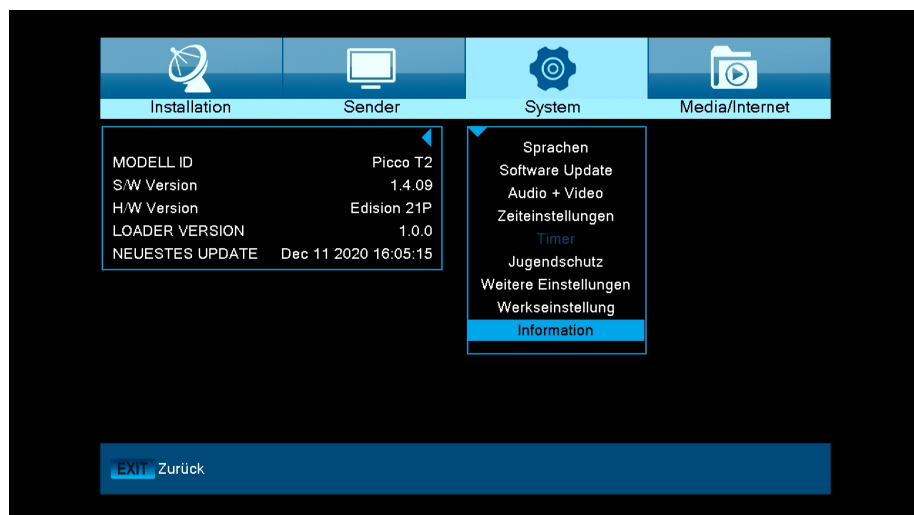 Installation
Sender
System
Media/Internet
MODELL ID Picco T2
S/W Version 1.4.09
H/W Version Edision 21P
LOADER VERSION 1.0.0
NEUESTES UPDATE Dec 11 2020 16:05:15
Sprachen
Software Update
Audio + Video
Zeiteinstellungen
Timer
Jugendschutz
Weitere Einstellungen
Werkseinstellung
Information
EXIT Zurück